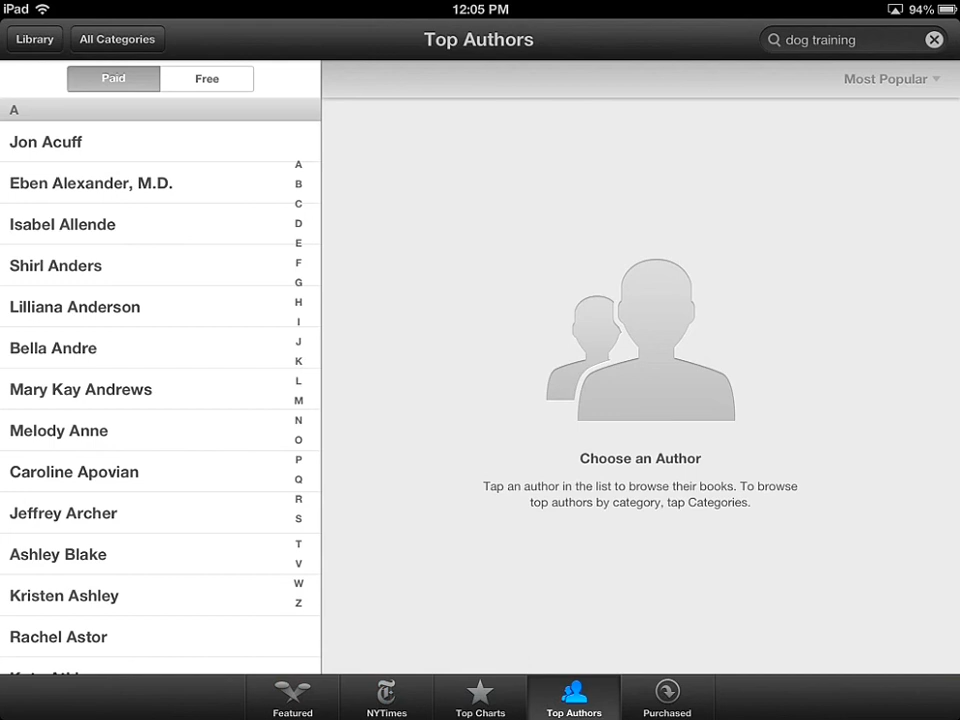 iPad 12:05 PM 94%
Library All Categories Top Authors dog training
Paid Free Most Popular
A
Jon Acuff
Eben Alexander, M.D.
Isabel Allende
Shirl Anders
Lilliana Anderson
Bella Andre
Mary Kay Andrews
Melody Anne
Caroline Apovian
Jeffrey Archer
Ashley Blake
Kristen Ashley
Rachel Astor
A
B
C
D
E
F
G
H
I
J
K
L
M
N
O
P
Q
R
S
T
V
W
Z
Choose an Author
Tap an author in the list to browse their books. To browse
top authors by category, tap Categories.
Featured NYTimes Top Charts Top Authors Purchased